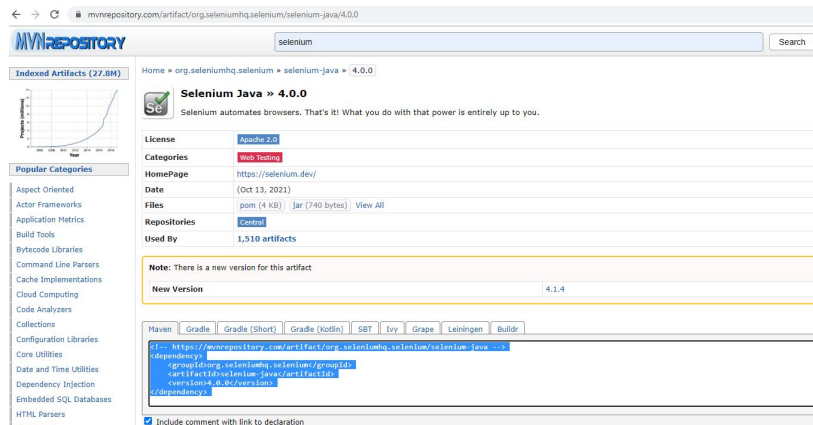 mvnrepository.com/artifact/org.seleniumhq.selenium/selenium-java/4.0.0
MVNREPOSITORY
selenium
Search
Indexed Artifacts (27.8M)
Projects (millions)
Year
Popular Categories
Aspect Oriented
Actor Frameworks
Application Metrics
Build Tools
Bytecode Libraries
Command Line Parsers
Cache Implementations
Cloud Computing
Code Analyzers
Collections
Configuration Libraries
Core Utilities
Date and Time Utilities
Dependency Injection
Embedded SQL Databases
HTML Parsers
Home » org.seleniumhq.selenium » selenium-java » 4.0.0
Se
Selenium Java » 4.0.0
Selenium automates browsers. That's it! What you do with that power is entirely up to you.
License Apache 2.0
Categories Web Testing
HomePage https://selenium.dev/
Date (Oct 13, 2021)
Files pom (4 KB) jar (740 bytes) View All
Repositories Central
Used By 1,510 artifacts
Note: There is a new version for this artifact
New Version 4.1.4
Maven Gradle Gradle (Short) Gradle (Kotlin) SBT Ivy Grape Leiningen Buildr
<!-- https://mvnrepository.com/artifact/org.seleniumhq.selenium/selenium-java -->
<dependency>
<groupId>org.seleniumhq.selenium</groupId>
<artifactId>selenium-java</artifactId>
<version>4.0.0</version>
</dependency>
Include comment with link to declaration